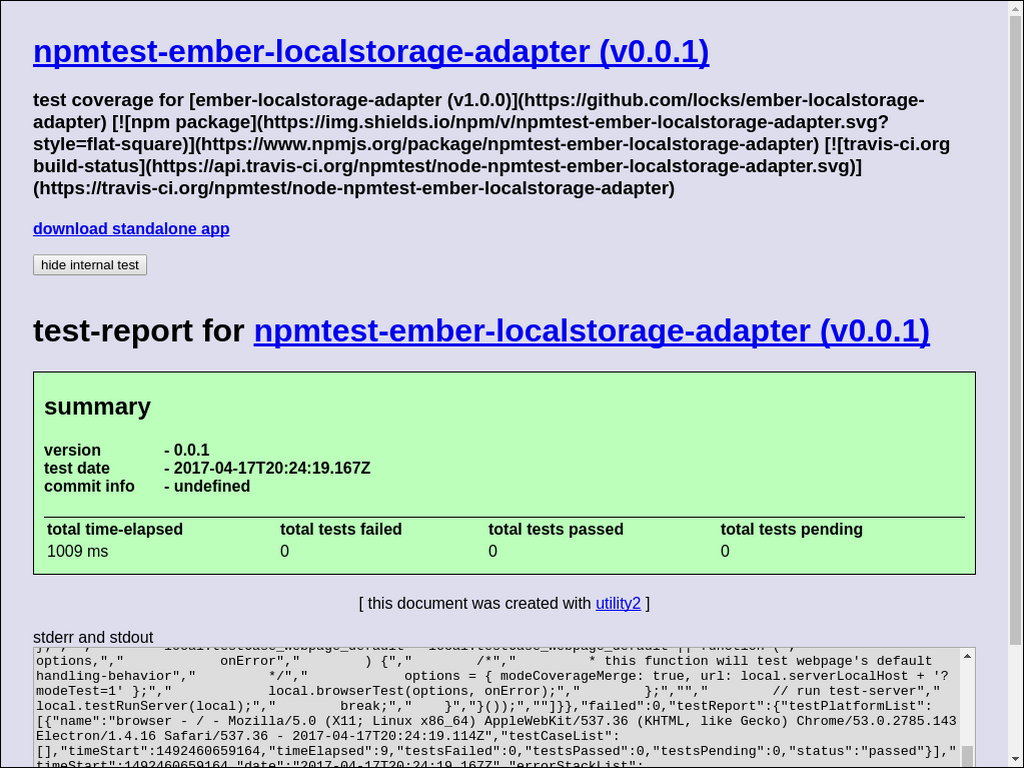 npmtest-ember-localstorage-adapter (v0.0.1)
test coverage for [ember-localstorage-adapter (v1.0.0)](https://github.com/locks/ember-localstorage-
adapter) [![npm package](https://img.shields.io/npm/v/npmtest-ember-localstorage-adapter.svg?
style=flat-square)](https://www.npmjs.org/package/npmtest-ember-localstorage-adapter) [![travis-ci.org
build-status](https://api.travis-ci.org/npmtest/node-npmtest-ember-localstorage-adapter.svg)]
(https://travis-ci.org/npmtest/node-npmtest-ember-localstorage-adapter)
download standalone app
hide internal test
test-report for npmtest-ember-localstorage-adapter (v0.0.1)
summary
version - 0.0.1
test date - 2017-04-17T20:24:19.167Z
commit info - undefined
total time-elapsed total tests failed total tests passed total tests pending
1009 ms 0 0 0
[ this document was created with utility2 ]
stderr and stdout
options,"," onError"," ) {"," /*"," * this function will test webpage's default
handling-behavior"," */"," options = { modeCoverageMerge: true, url: local.serverLocalHost + '?
modeTest=1' };"," local.browserTest(options, onError);"," };",""," // run test-server","
local.testRunServer(local);"," break;"," }","}());",""]}},"failed":0,"testReport":{"testPlatformList":
[{"name":"browser - / - Mozilla/5.0 (X11; Linux x86_64) AppleWebKit/537.36 (KHTML, like Gecko) Chrome/53.0.2785.143
Electron/1.4.16 Safari/537.36 - 2017-04-17T20:24:19.114Z","testCaseList":
[],"timeStart":1492460659164,"timeElapsed":9,"testsFailed":0,"testsPassed":0,"testsPending":0,"status":"passed"}],"
timeStart":1492460659164,"date":"2017-04-17T20:24:19.167Z","errorStackList":